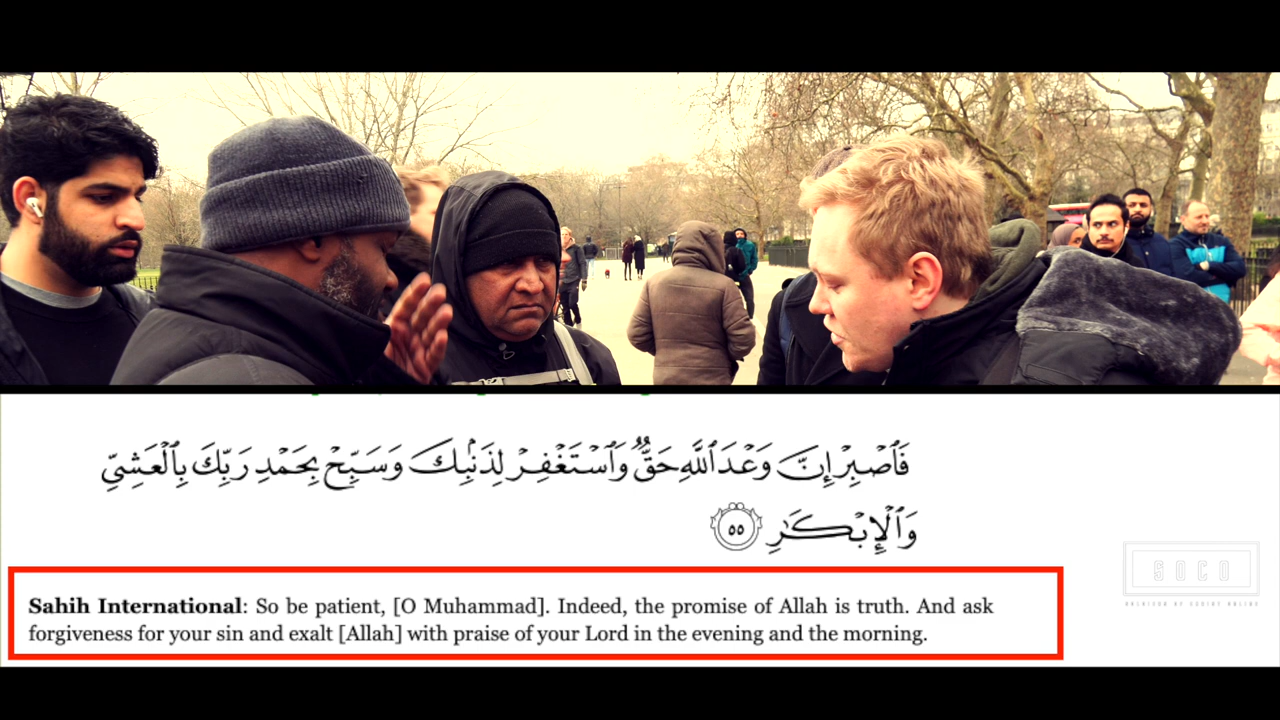 فَٱصْبِرْ إِنَّ وَعْدَ ٱللَّهِ حَقٌّ وَٱسْتَغْفِرْ لِذَنۢبِكَ وَسَبِّحْ بِحَمْدِ رَبِّكَ بِٱلْعَشِىِّ
وَٱلْإِبْكَـٰرِ ٥٥
Sahih International: So be patient, [O Muhammad]. Indeed, the promise of Allah is truth. And ask
forgiveness for your sin and exalt [Allah] with praise of your Lord in the evening and the morning.
SOCO